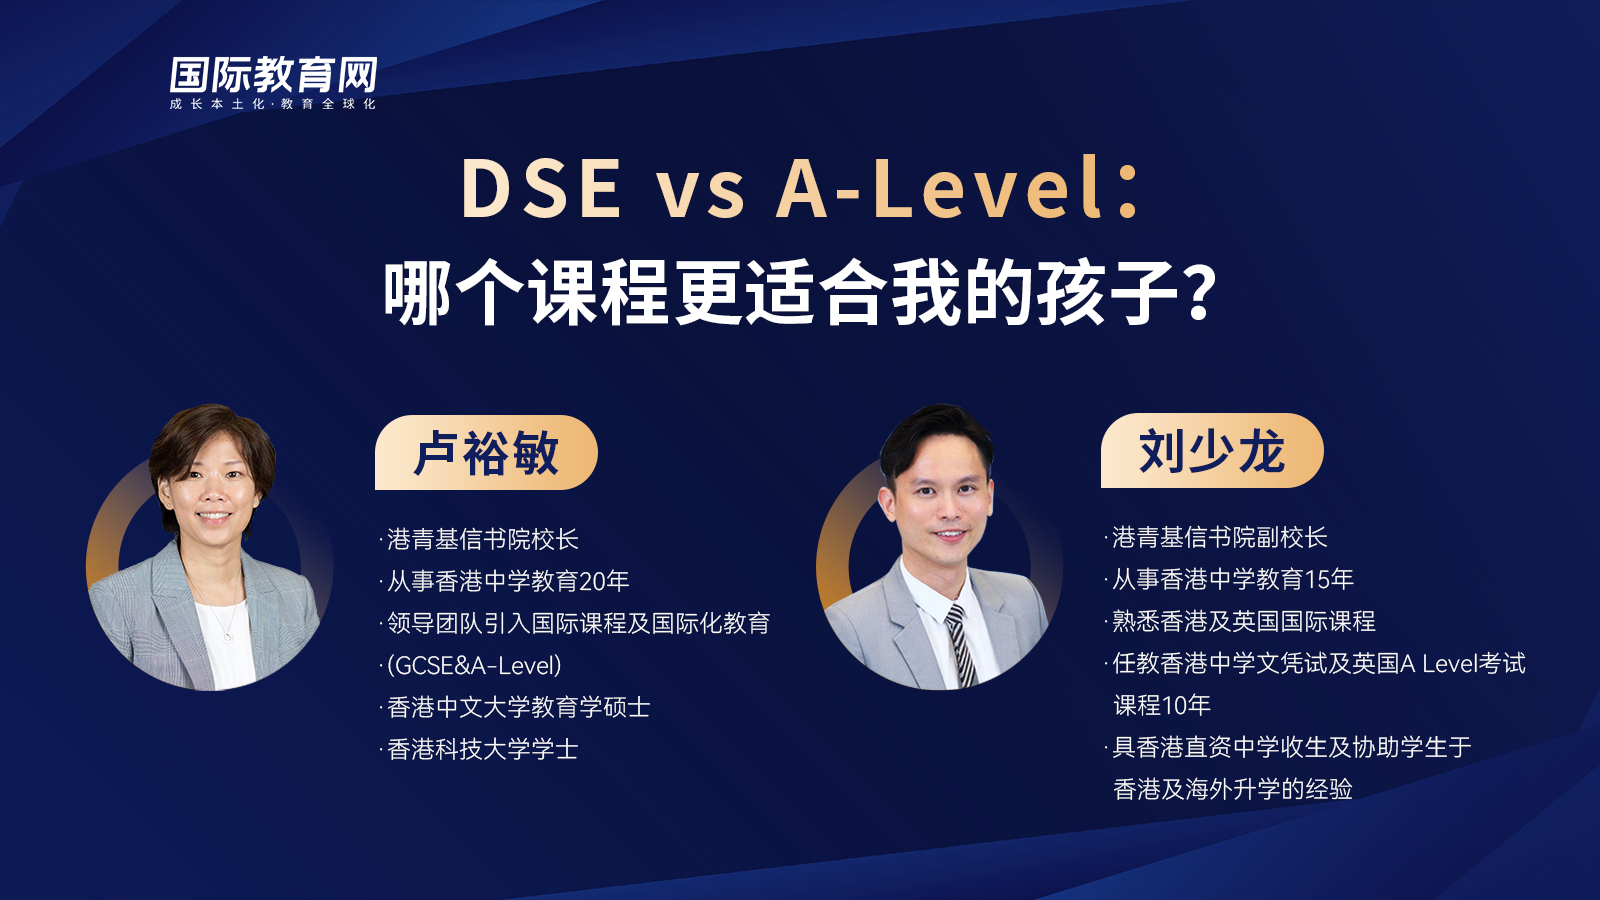 国际教育网
成长本土化·教育全球化
DSE vs A-Level：
哪个课程更适合我的孩子？
卢裕敏
·港青基信书院校长
·从事香港中学教育20年
·领导团队引入国际课程及国际化教育
·(GCSE&A-Level)
·香港中文大学教育学硕士
·香港科技大学学士
刘少龙
·港青基信书院副校长
·从事香港中学教育15年
·熟悉香港及英国国际课程
·任教香港中学文凭试及英国A Level考试
课程10年
·具香港直资中学收生及协助学生于
香港及海外升学的经验